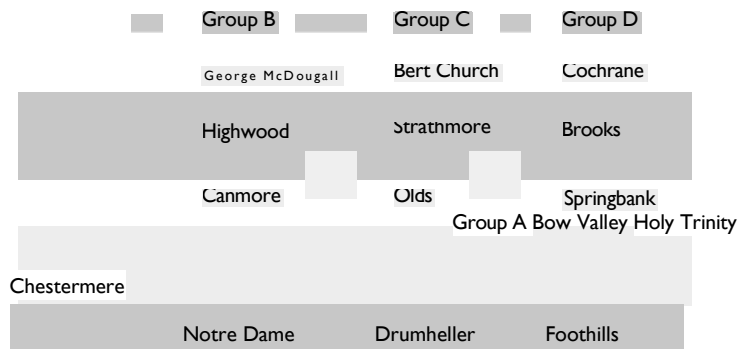 Group B Group C Group D
George McDougall Bert Church Cochrane
Highwood Strathmore Brooks
Canmore Olds Springbank
Group A Bow Valley Holy Trinity
Chestermere
Notre Dame Drumheller Foothills